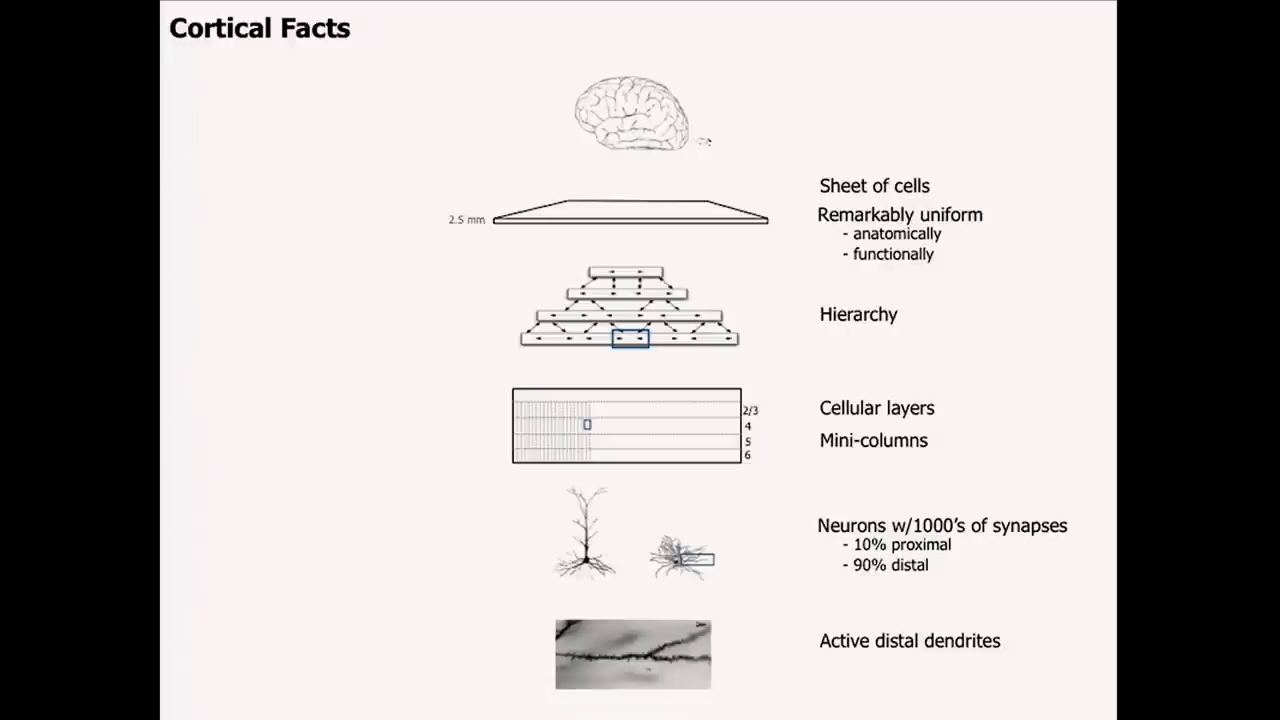 Cortical Facts
Sheet of cells
2.5 mm
Remarkably uniform
- anatomically
- functionally
Hierarchy
Cellular layers
2/3
4
Mini-columns
5
6
Neurons w/1000’s of synapses
- 10% proximal
- 90% distal
Active distal dendrites